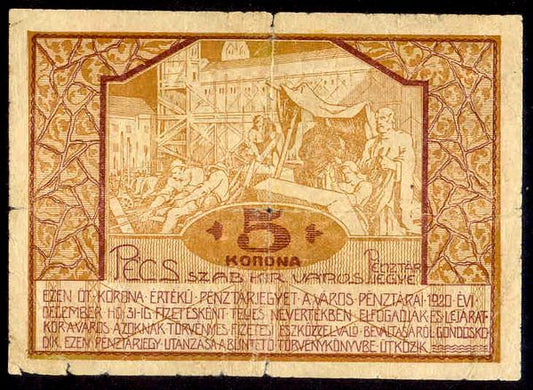 5
KORONA
PÉCS SZAB. KIR. VÁROS PÉNZTÁRJEGYE
EZEN ÖT KORONA ÉRTÉKŰ PÉNZTÁRJEGYET A VÁROS PÉNZTÁRAI 1920 ÉVI
DECEMBER HÓ 31-IG FIZETÉSKÉNT TELJES NÉVÉRTÉKBEN ELFOGADJÁK ÉS LEJÁRAT-
KOR A VÁROS AZOKNAK TÖRVÉNYES FIZETŐ ESZKÖZZEL VALÓ BEVÁLTÁSÁRÓL GONDOSKO-
DIK. EZEN PÉNZTÁRJEGY UTÁNZÁSA A BÜNTETŐ TÖRVÉNYKÖNYVBE ÜTKÖZIK.